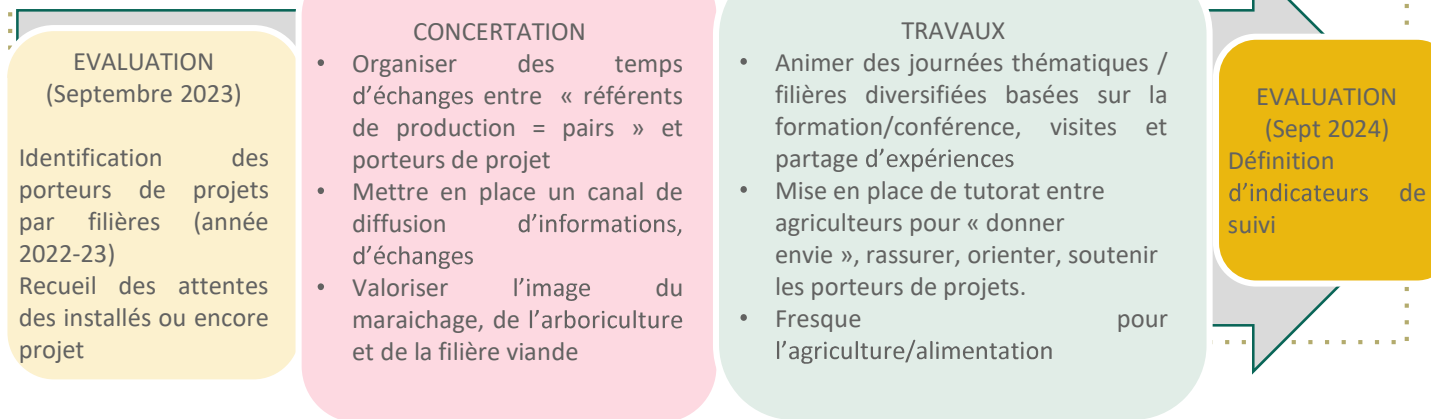 EVALUATION
(Septembre 2023)
Identification des
porteurs de projets
par filières (année
2022-23)
Recueil des attentes
des installés ou encore
projet
CONCERTATION
• Organiser des temps
d’échanges entre « référents
de production = pairs » et
porteurs de projet
• Mettre en place un canal de
diffusion d’informations,
d’échanges
• Valoriser l’image du
maraichage, de l’arboriculture
et de la filière viande
TRAVAUX
• Animer des journées thématiques /
filières diversifiées basées sur la
formation/conférence, visites et
partage d’expériences
• Mise en place de tutorat entre
agriculteurs pour « donner
envie », rassurer, orienter, soutenir
les porteurs de projets.
• Fresque pour
l’agriculture/alimentation
EVALUATION
(Sept 2024)
Définition
d’indicateurs de
suivi